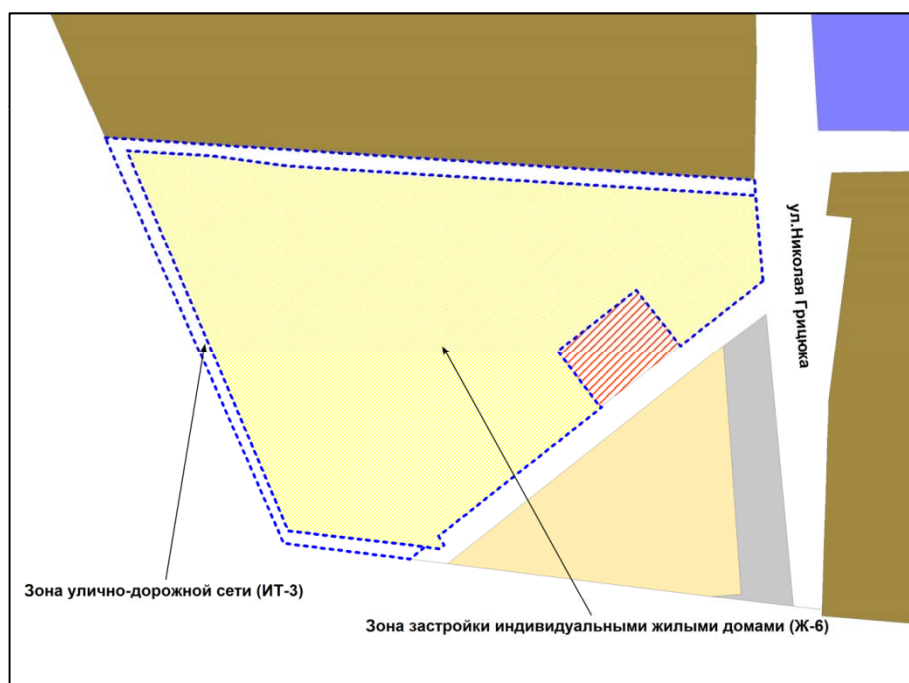 ул.Николая Грицюка
Зона улично-дорожной сети (ИТ-3)
Зона застройки индивидуальными жилыми домами (Ж-6)